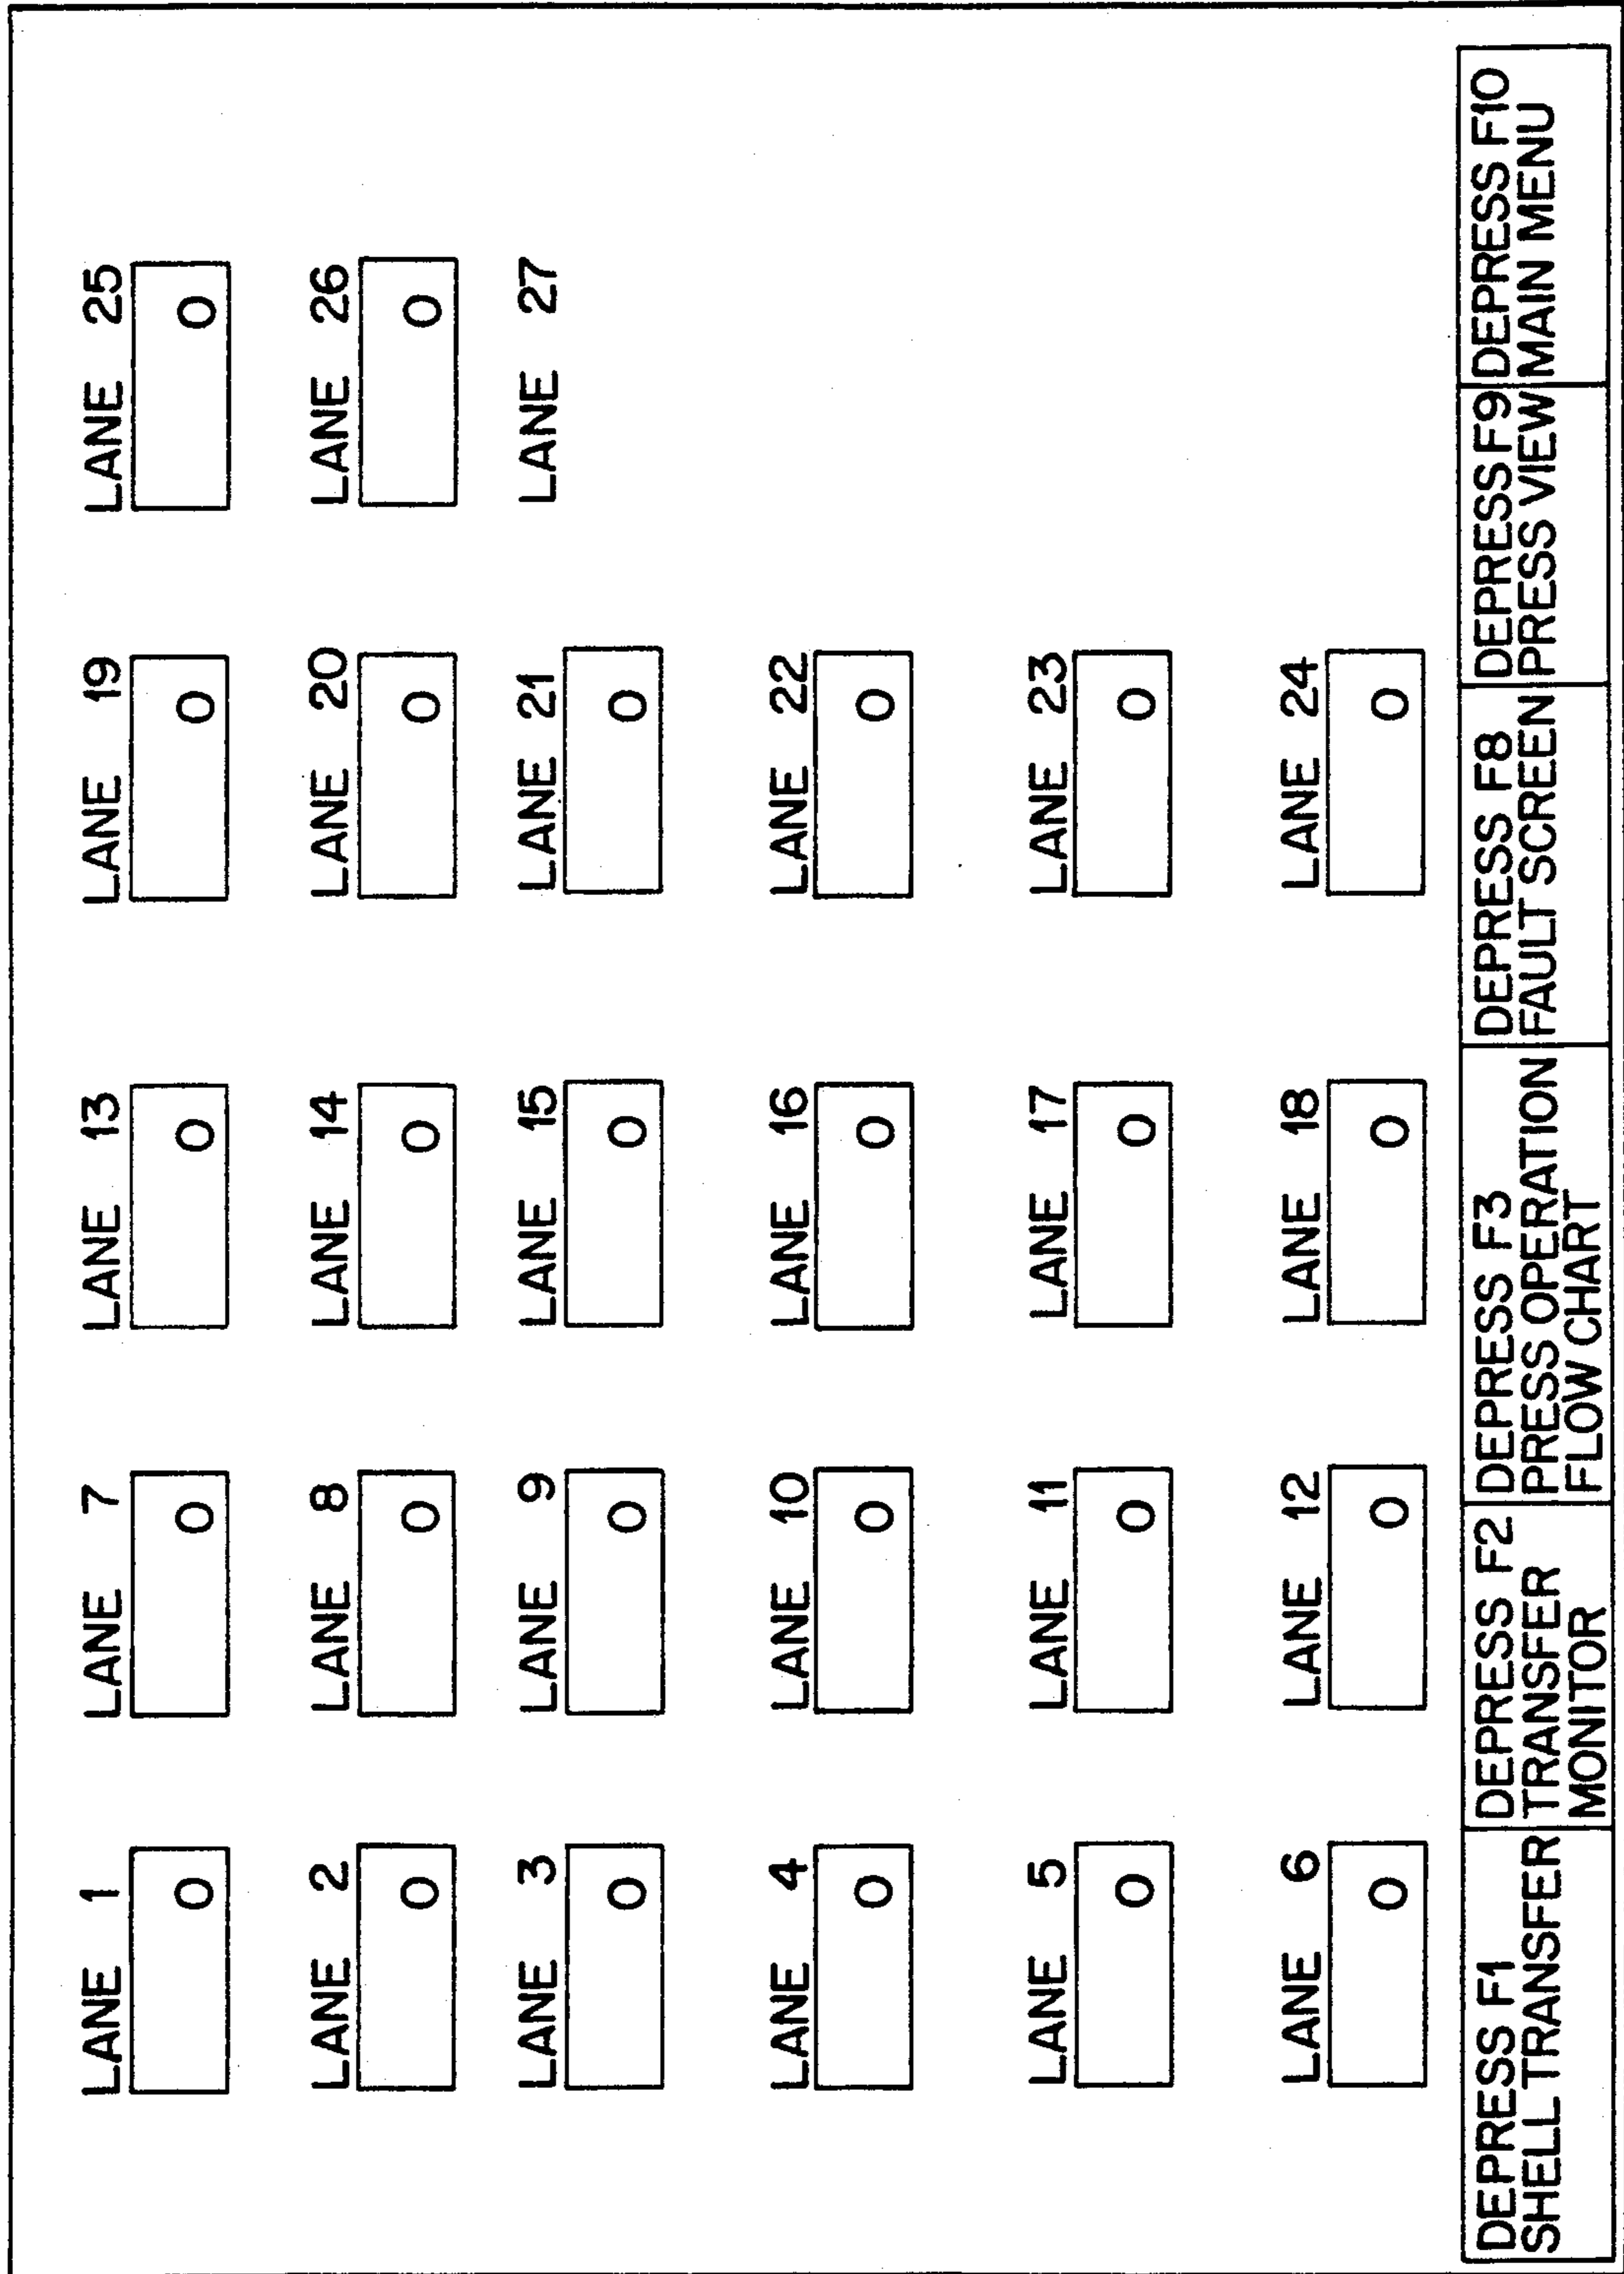 LANE 1
0
LANE 7
0
LANE 13
0
LANE 19
0
LANE 25
0
LANE 2
0
LANE 8
0
LANE 14
0
LANE 20
0
LANE 26
0
LANE 3
0
LANE 9
0
LANE 15
0
LANE 21
0
LANE 27
LANE 4
0
LANE 10
0
LANE 16
0
LANE 22
0
LANE 5
0
LANE 11
0
LANE 17
0
LANE 23
0
LANE 6
0
LANE 12
0
LANE 18
0
LANE 24
0
DEPRESS F1
SHELL TRANSFER
DEPRESS F2
TRANSFER
MONITOR
DEPRESS F3
PRESS OPERATION
FLOW CHART
DEPRESS F8
FAULT SCREEN
DEPRESS F9
PRESS VIEW
DEPRESS F10
MAIN MENU